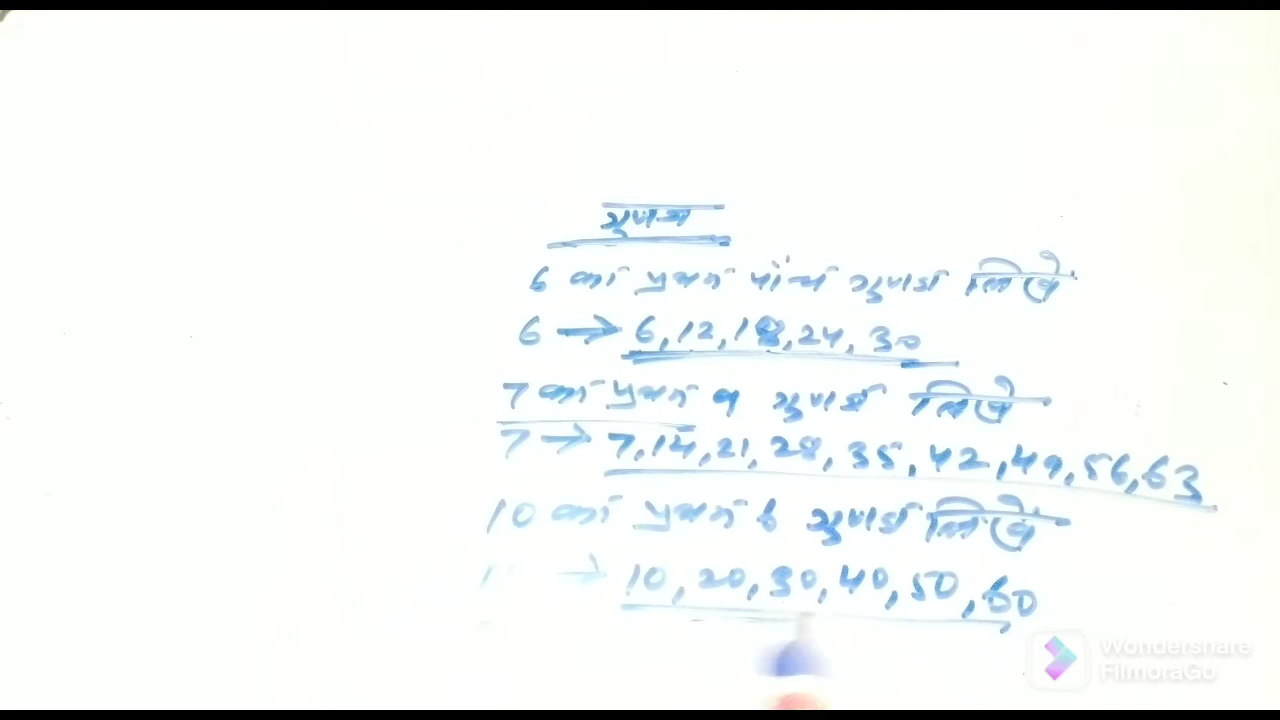 गुणज
6 का प्रथम पांच गुणज लिखे
6 → 6, 12, 18, 24, 30
7 का प्रथम 9 गुणज लिखे
7 → 7, 14, 21, 28, 35, 42, 49, 56, 63
10 का प्रथम 6 गुणज लिखे
→ 10, 20, 30, 40, 50, 60
Wondershare
FilmoraGo